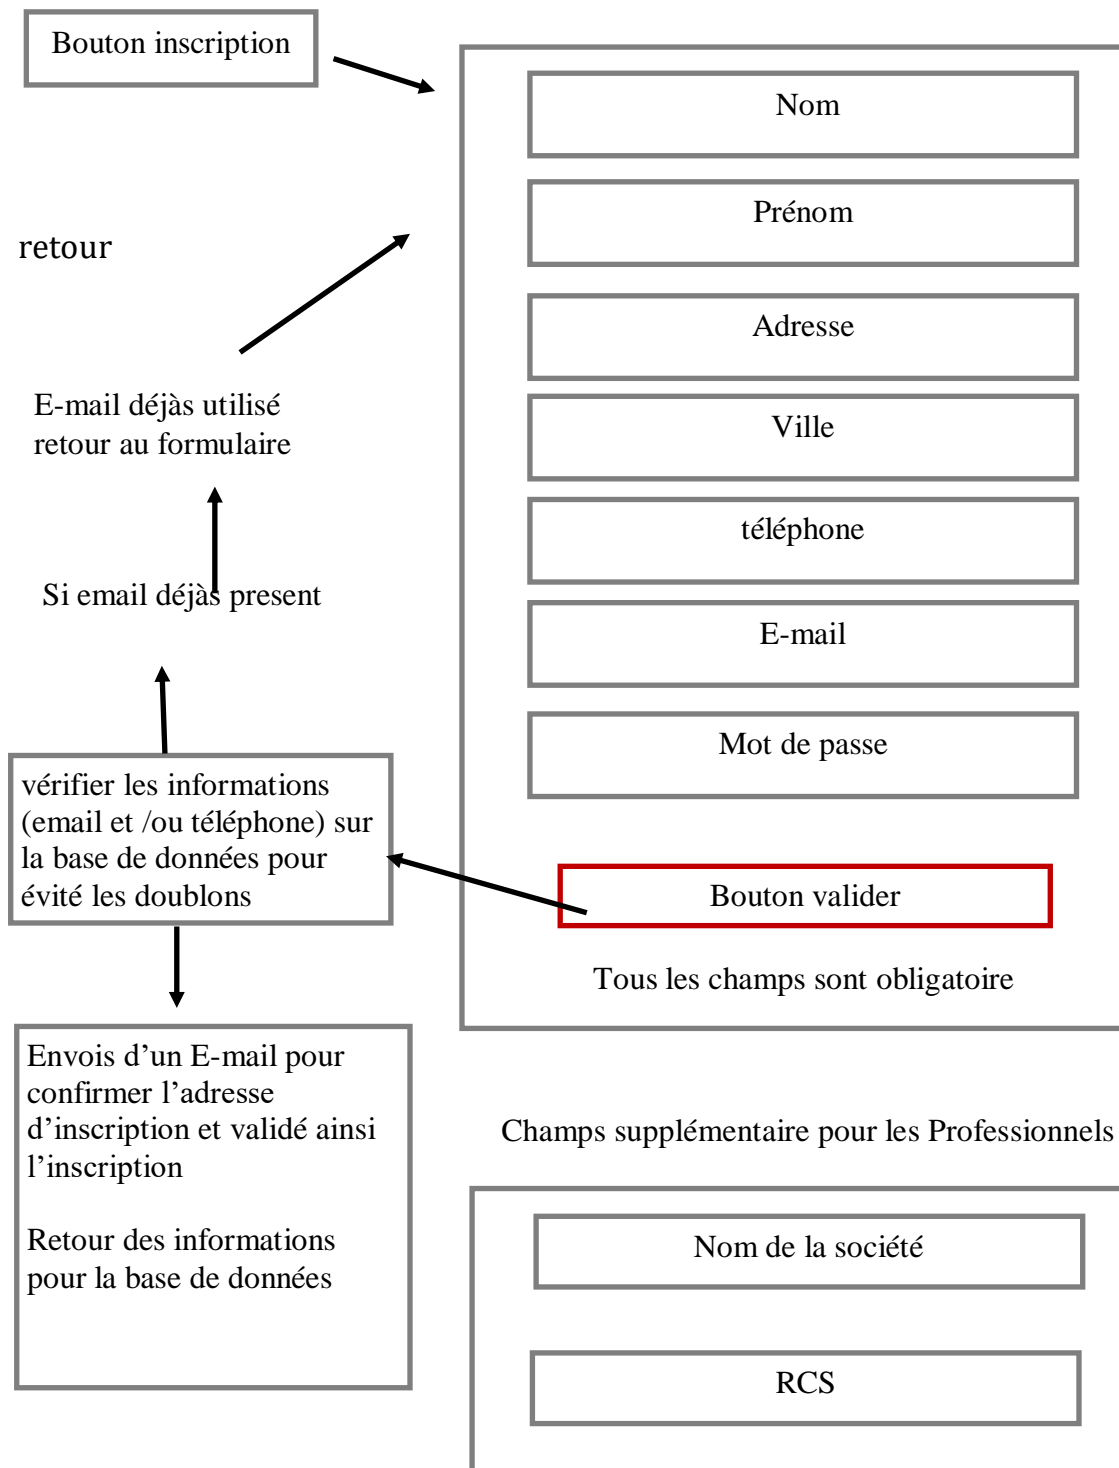 Bouton inscription
Nom
Prénom
retour
Adresse
E-mail déjàs utilisé
retour au formulaire
Ville
téléphone
Si email déjàs present
E-mail
Mot de passe
vérifier les informations
(email et /ou téléphone) sur
la base de données pour
évité les doublons
Bouton valider
Tous les champs sont obligatoire
Envois d’un E-mail pour
confirmer l’adresse
d’inscription et validé ainsi
l’inscription
Retour des informations
pour la base de données
Champs supplémentaire pour les Professionnels
Nom de la société
RCS